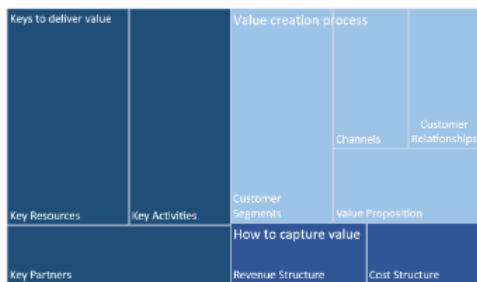 Keys to deliver value
Value creation process
Customer
Relationships
Channels
Customer
Segments
Value Proposition
Key Resources
Key Activities
How to capture value
Key Partners
Revenue Structure
Cost Structure